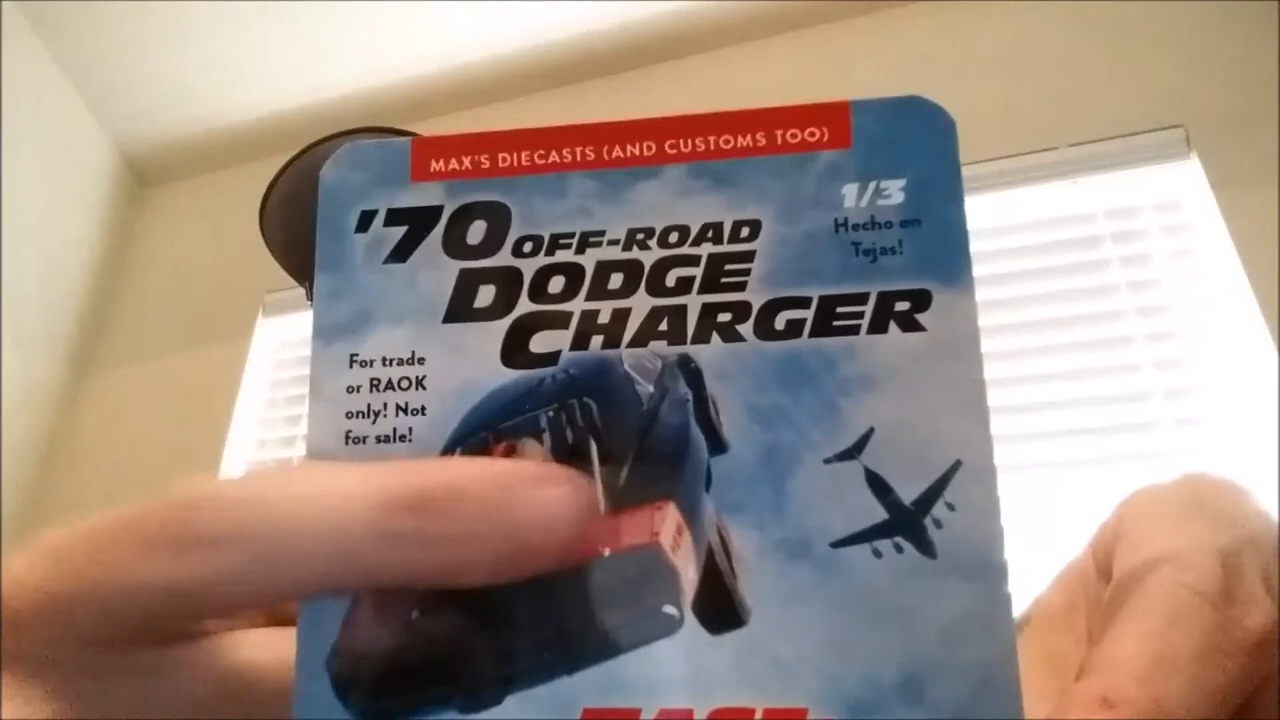 MAX'S DIECASTS (AND CUSTOMS TOO)
'70 OFF-ROAD
DODGE
CHARGER
1/3
Hecho en
Tejas!
For trade
or RAOK
only! Not
for sale!
FAST